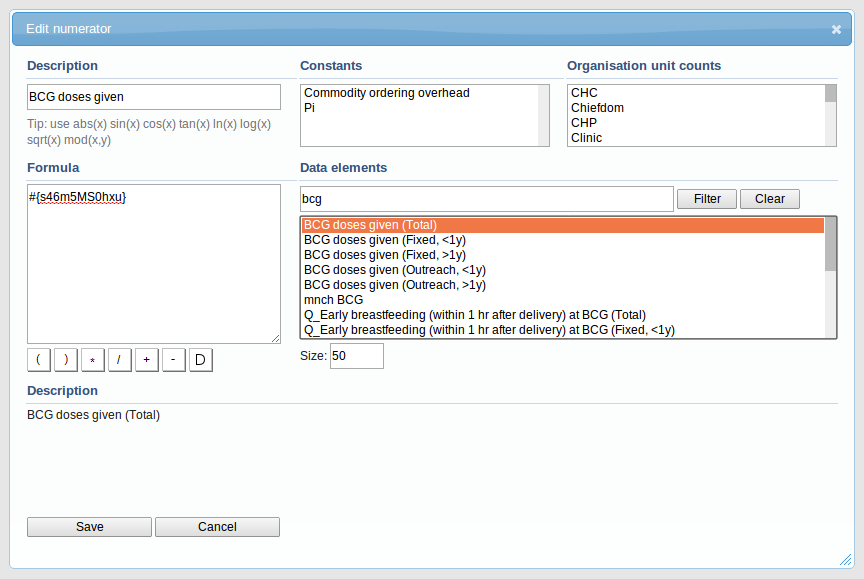 Edit numerator
Description
BCG doses given
Tip: use abs(x) sin(x) cos(x) tan(x) ln(x) log(x)
sqrt(x) mod(x,y)
Constants
Commodity ordering overhead
Pi
Organisation unit counts
CHC
Chiefdom
CHP
Clinic
Formula
#{s46m5MS0hxu}
( ) * / + - D
Data elements
bcg Filter Clear
BCG doses given (Total)
BCG doses given (Fixed, <1y)
BCG doses given (Fixed, >1y)
BCG doses given (Outreach, <1y)
BCG doses given (Outreach, >1y)
mnch BCG
Q_Early breastfeeding (within 1 hr after delivery) at BCG (Total)
Q_Early breastfeeding (within 1 hr after delivery) at BCG (Fixed, <1y)
Size: 50
Description
BCG doses given (Total)
Save Cancel